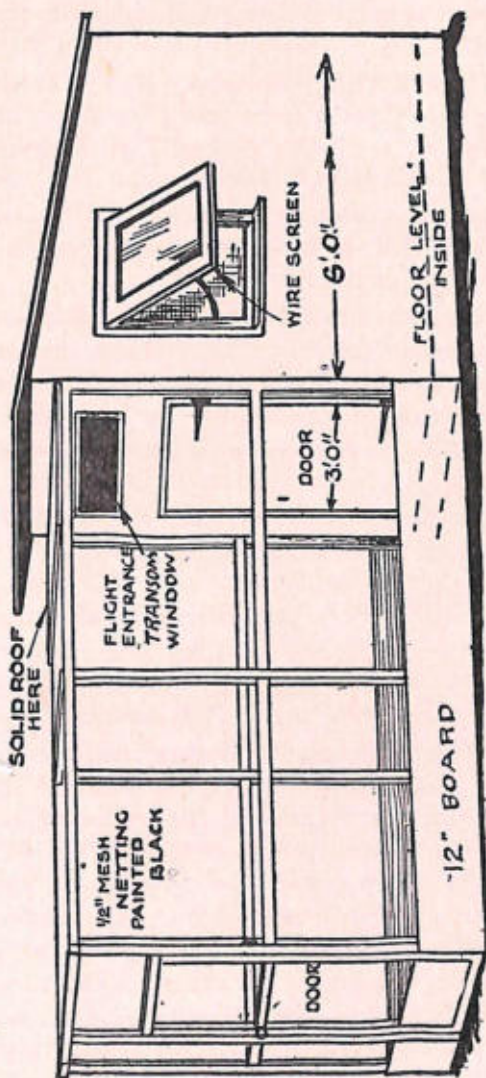 SOLID ROOF
HERE
FLIGHT
ENTRANCE
TRANSOM
WINDOW
1/2" MESH
NETTING
PAINTED
BLACK
DOOR
DOOR
3'.0"
WIRE SCREEN
6'.0"
FLOOR LEVEL
INSIDE
12" BOARD